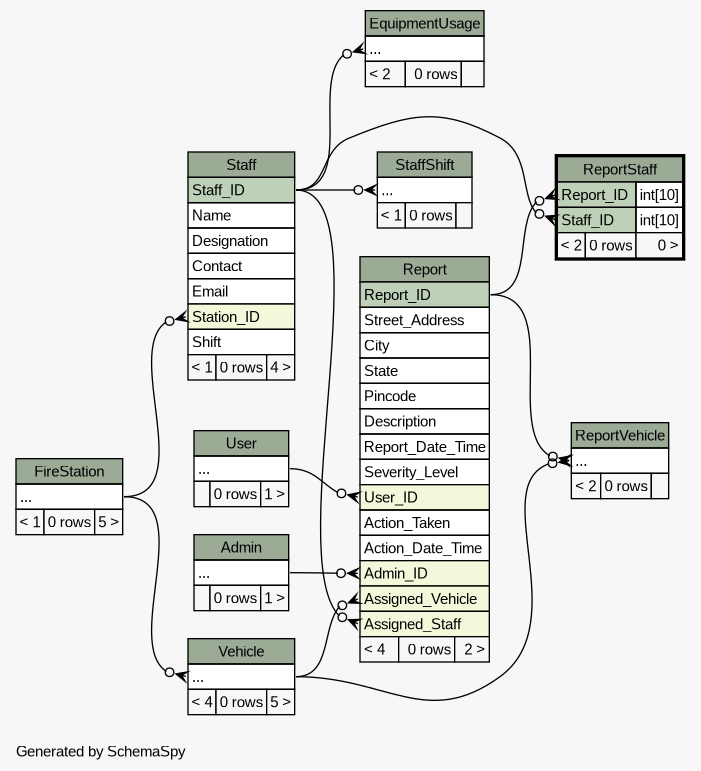 EquipmentUsage
...
< 2 0 rows
Staff
Staff_ID
Name
Designation
Contact
Email
Station_ID
Shift
< 1 0 rows 4 >
StaffShift
...
< 1 0 rows
ReportStaff
Report_ID int[10]
Staff_ID int[10]
< 2 0 rows 0 >
Report
Report_ID
Street_Address
City
State
Pincode
Description
Report_Date_Time
Severity_Level
User_ID
Action_Taken
Action_Date_Time
Admin_ID
Assigned_Vehicle
Assigned_Staff
< 4 0 rows 2 >
ReportVehicle
...
< 2 0 rows
User
...
0 rows 1 >
FireStation
...
< 1 0 rows 5 >
Admin
...
0 rows 1 >
Vehicle
...
< 4 0 rows 5 >
Generated by SchemaSpy